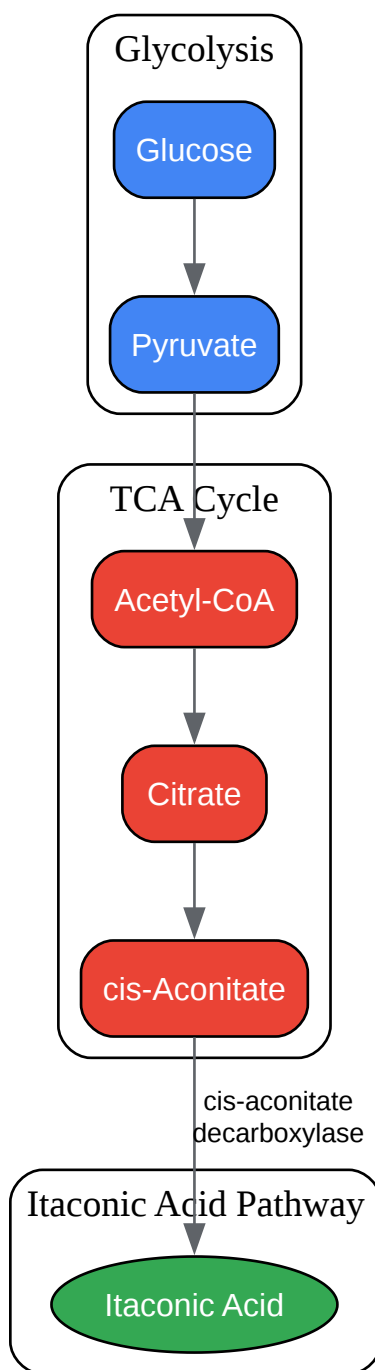 Glycolysis
Glucose
Pyruvate
TCA Cycle
Acetyl-CoA
Citrate
cis-Aconitate
cis-aconitate
decarboxylase
Itaconic Acid Pathway
Itaconic Acid